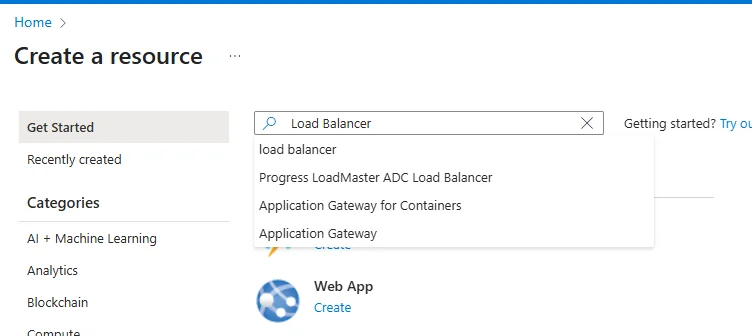 Home >
Create a resource ...
Get Started
Recently created
Categories
AI + Machine Learning
Analytics
Blockchain
Compute
Load Balancer
Getting started? Try ou
load balancer
Progress LoadMaster ADC Load Balancer
Application Gateway for Containers
Application Gateway
Create
Web App
Create